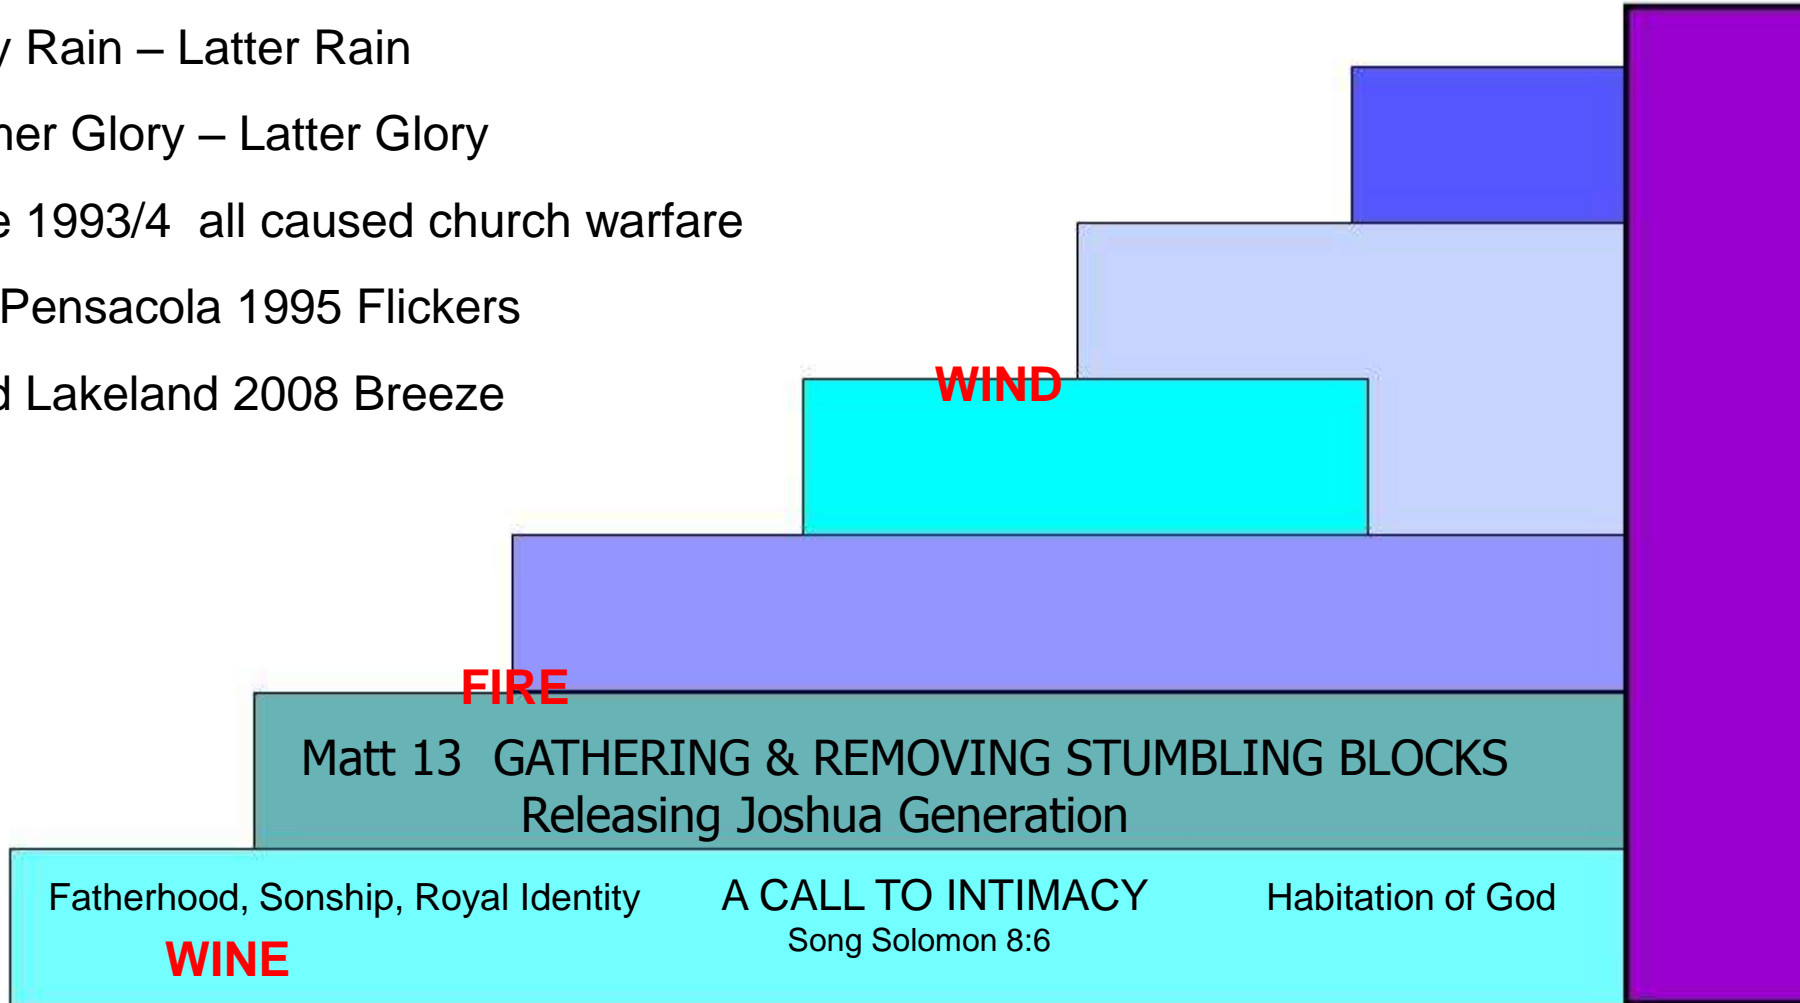 Rain – Latter Rain
Glory – Latter Glory
1993/4 all caused church warfare
Pensacola 1995 Flickers
Lakeland 2008 Breeze
WIND
FIRE
Matt 13 GATHERING & REMOVING STUMBLING BLOCKS
Releasing Joshua Generation
Fatherhood, Sonship, Royal Identity A CALL TO INTIMACY Habitation of God
Song Solomon 8:6
WINE